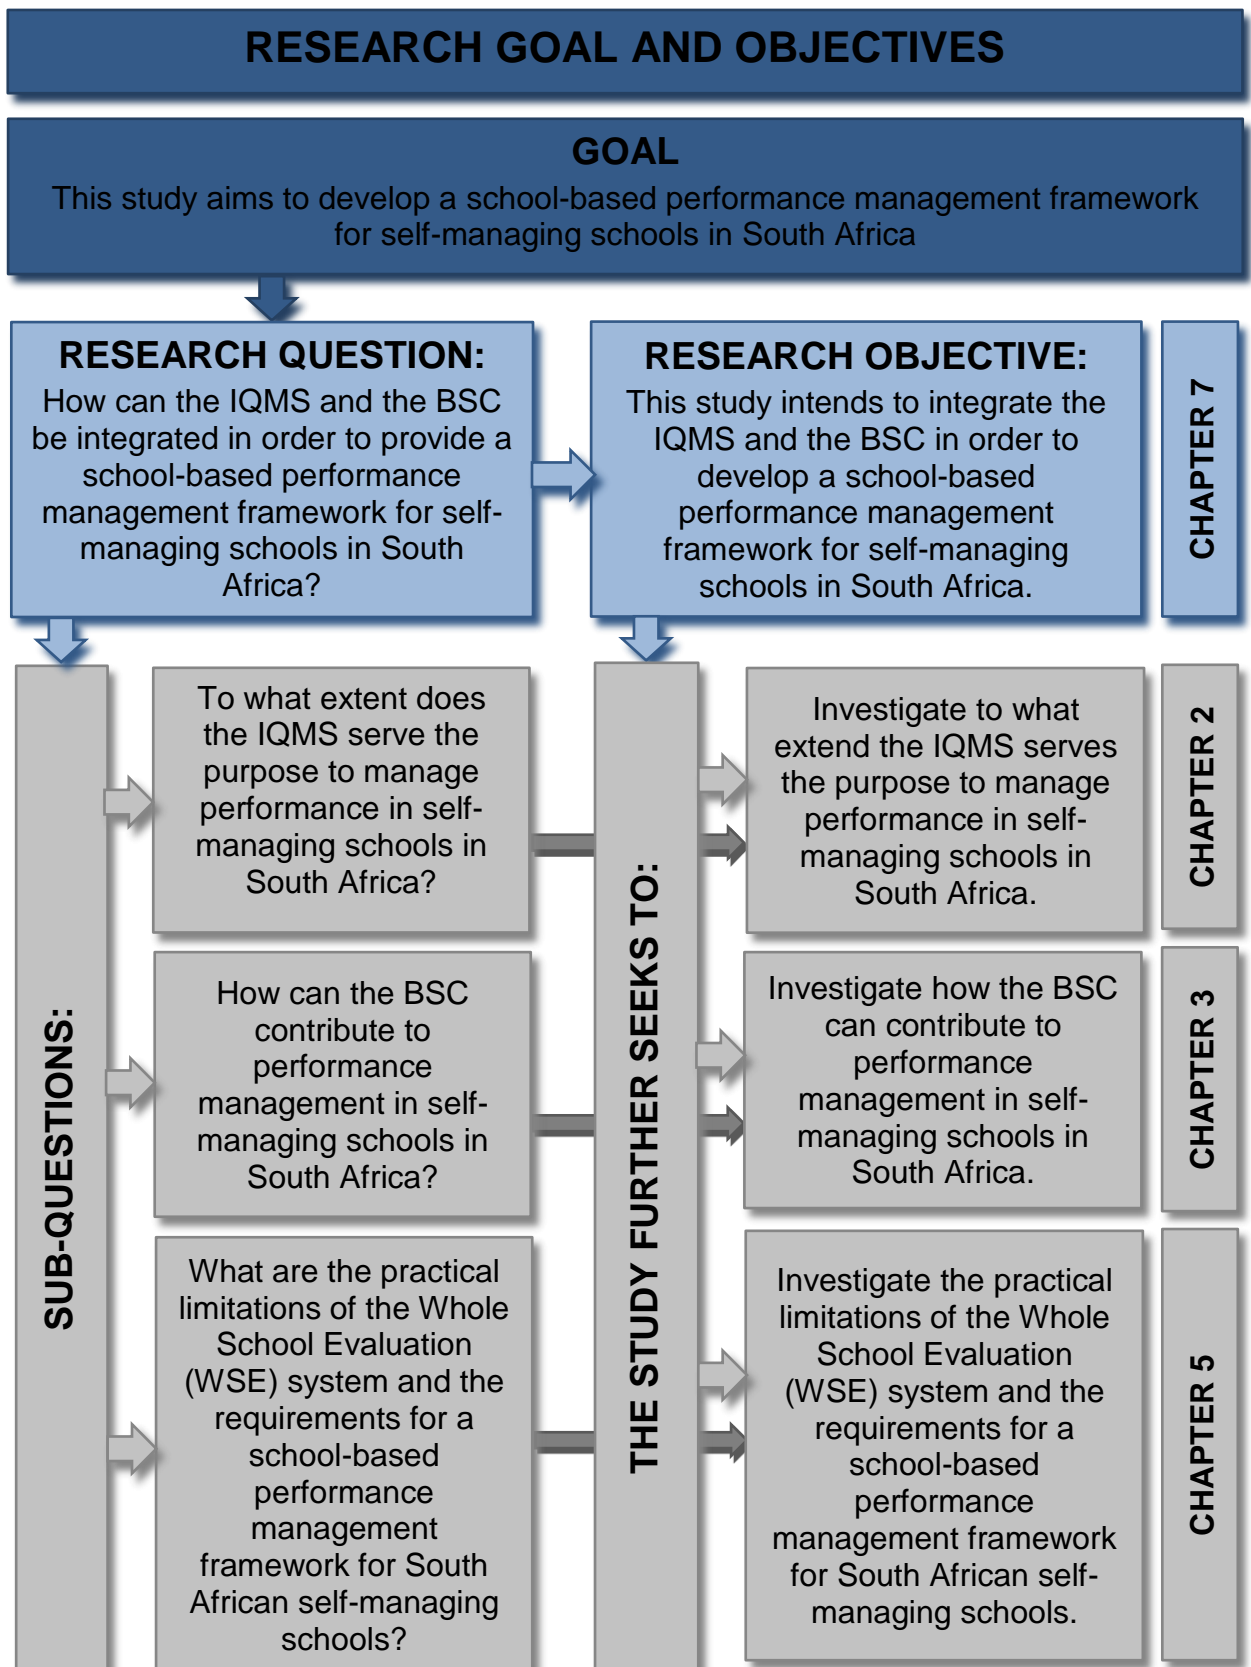 RESEARCH GOAL AND OBJECTIVES
GOAL
This study aims to develop a school-based performance management framework
for self-managing schools in South Africa
RESEARCH QUESTION:
How can the IQMS and the BSC
be integrated in order to provide a
school-based performance
management framework for self-
managing schools in South
Africa?
RESEARCH OBJECTIVE:
This study intends to integrate the
IQMS and the BSC in order to
develop a school-based
performance management
framework for self-managing
schools in South Africa.
CHAPTER 7
SUB-QUESTIONS:
To what extent does
the IQMS serve the
purpose to manage
performance in self-
managing schools in
South Africa?
THE STUDY FURTHER SEEKS TO:
Investigate to what
extend the IQMS serves
the purpose to manage
performance in self-
managing schools in
South Africa.
CHAPTER 2
How can the BSC
contribute to
performance
management in self-
managing schools in
South Africa?
Investigate how the BSC
can contribute to
performance
management in self-
managing schools in
South Africa.
CHAPTER 3
What are the practical
limitations of the Whole
School Evaluation
(WSE) system and the
requirements for a
school-based
performance
management
framework for South
African self-managing
schools?
Investigate the practical
limitations of the Whole
School Evaluation
(WSE) system and the
requirements for a
school-based
performance
management framework
for South African self-
managing schools.
CHAPTER 5